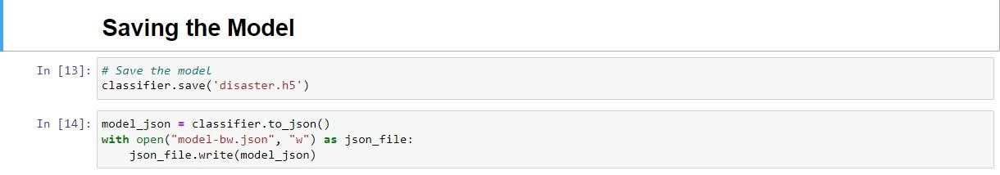 Saving the Model
In [13]: # Save the model
classifier.save('disaster.h5')
In [14]: model_json = classifier.to_json()
with open("model-bw.json", "w") as json_file:
    json_file.write(model_json)